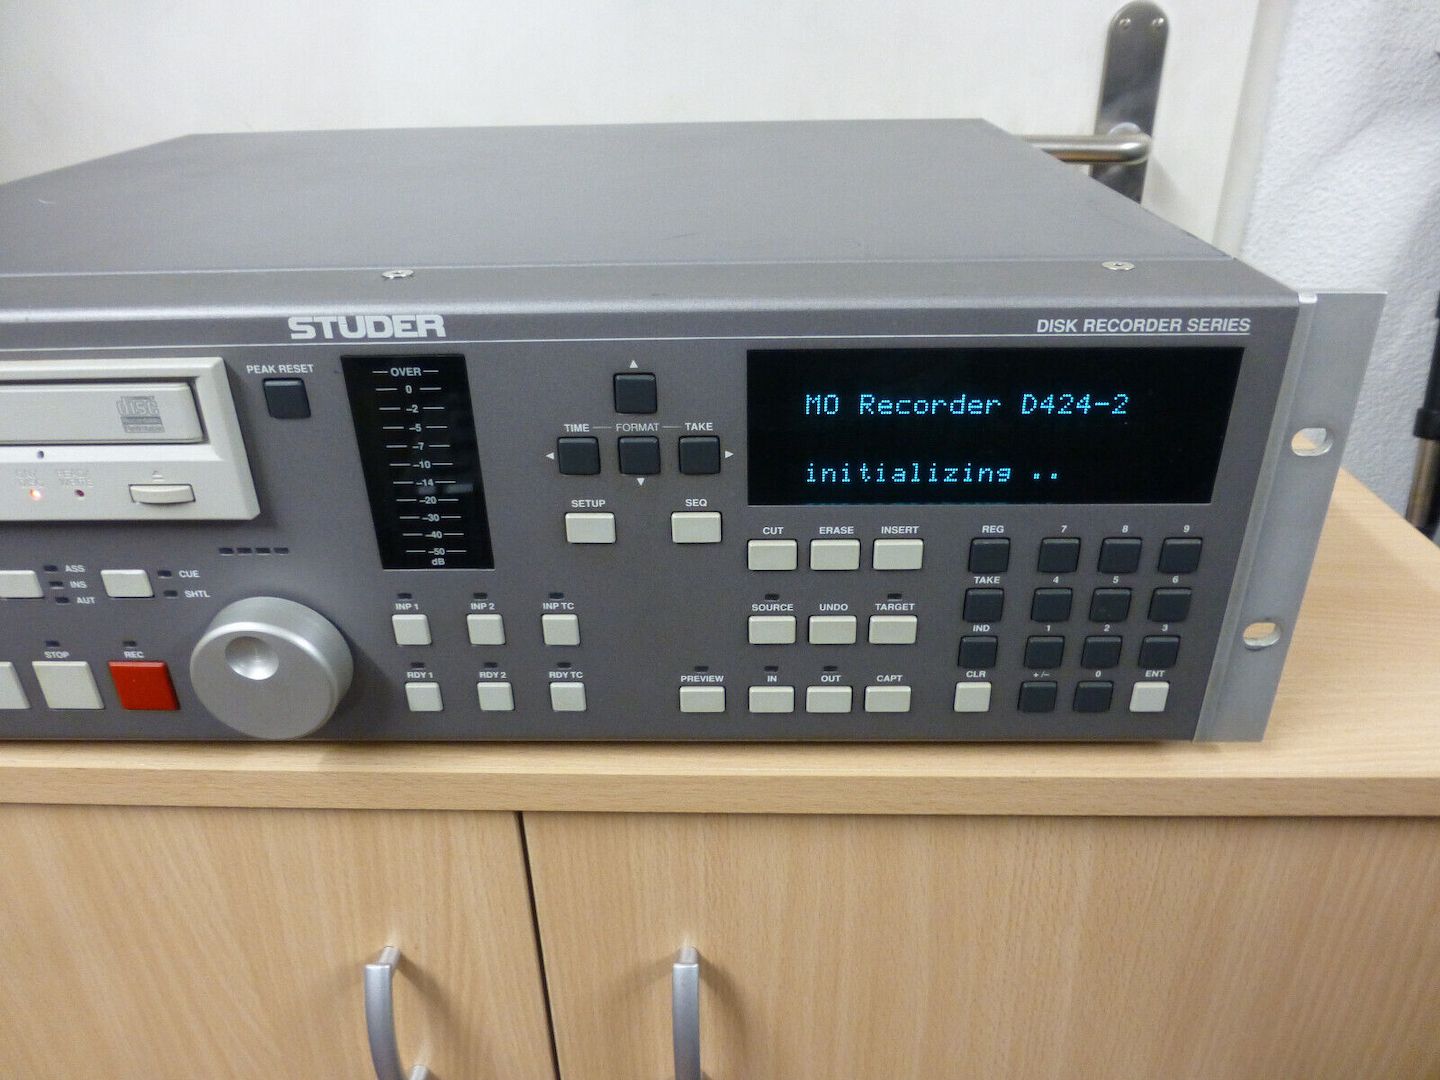 STUDER
DISK RECORDER SERIES
PEAK RESET
OVER
0
-2
-5
-7
-10
-14
-20
-30
-40
-50
dB
TIME FORMAT TAKE
SETUP SEQ
MO Recorder D424-2
initializing ..
disc
CUT ERASE INSERT
REG 7 8 9
TAKE 4 5 6
SOURCE UNDO TARGET
IND 1 2 3
PREVIEW IN OUT CAPT
CLR +/- 0 ENT
ASS
INS
AUT
CUE
SHTL
INP 1 INP 2 INP TC
STOP REC
RDY 1 RDY 2 RDY TC